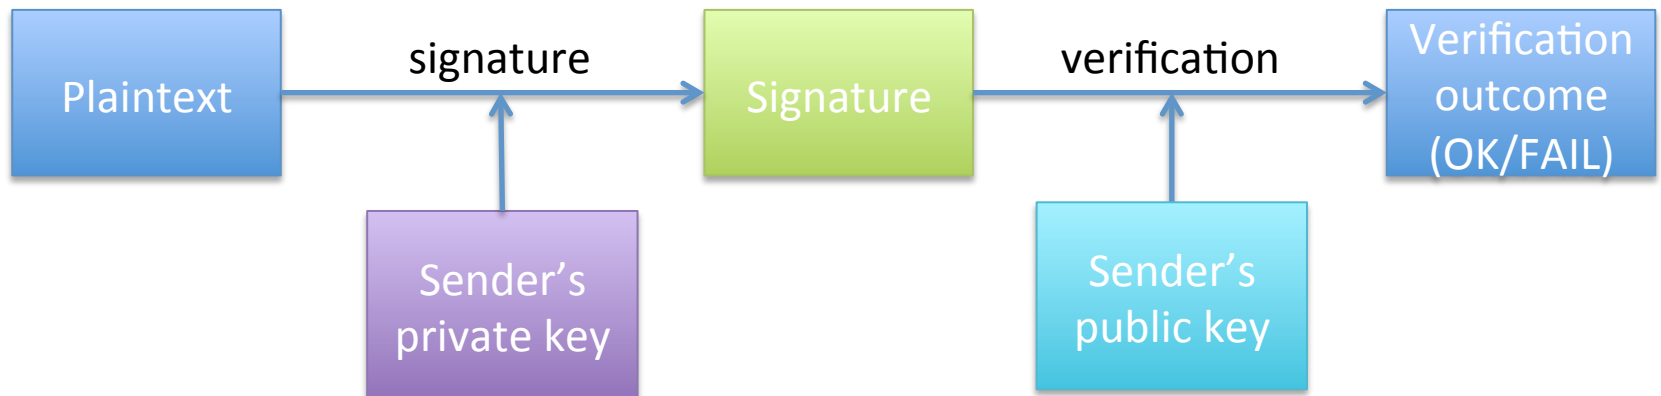 Plaintext
signature
Signature
verification
Verification
outcome
(OK/FAIL)
Sender’s
private key
Sender’s
public key